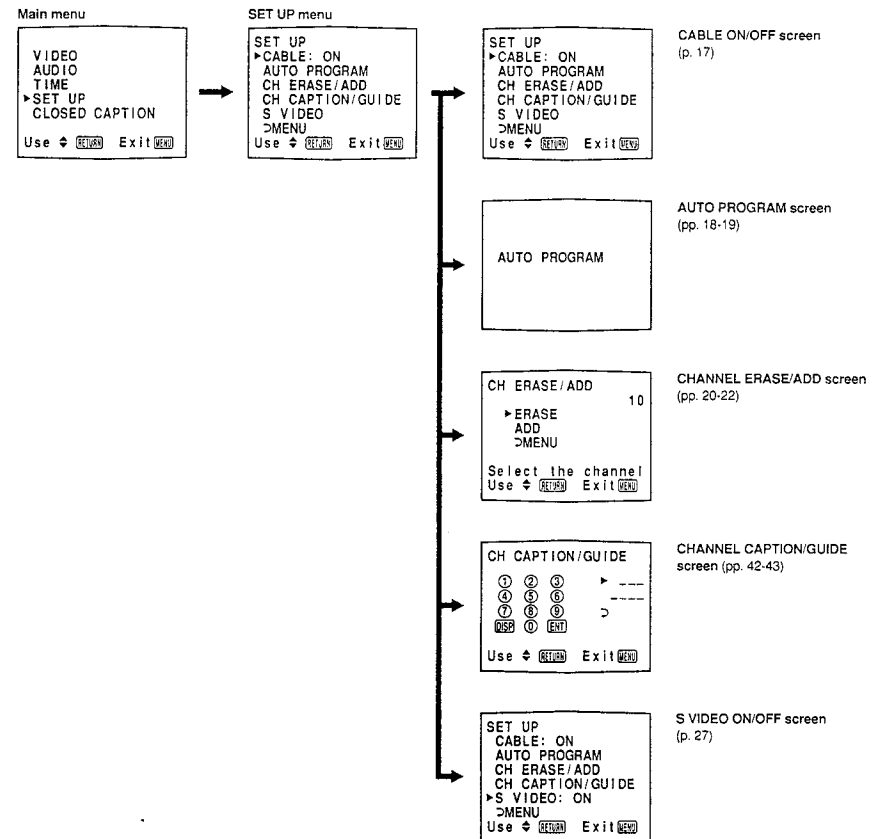 Main menu
VIDEO
AUDIO
TIME
▶SET UP
CLOSED CAPTION
Use ⬍ RETURN Exit MENU
SET UP menu
SET UP
▶CABLE: ON
AUTO PROGRAM
CH ERASE/ADD
CH CAPTION/GUIDE
S VIDEO
⊃MENU
Use ⬍ RETURN Exit MENU
SET UP
▶CABLE: ON
AUTO PROGRAM
CH ERASE/ADD
CH CAPTION/GUIDE
S VIDEO
⊃MENU
Use ⬍ RETURN Exit MENU
CABLE ON/OFF screen
(p. 17)
AUTO PROGRAM
AUTO PROGRAM screen
(pp. 18-19)
CH ERASE/ADD
10
▶ERASE
ADD
⊃MENU
Select the channel
Use ⬍ RETURN Exit MENU
CHANNEL ERASE/ADD screen
(pp. 20-22)
CH CAPTION/GUIDE
① ② ③ ▶ ___
④ ⑤ ⑥ ____
⑦ ⑧ ⑨ ⊃
DISP ⓪ ENT
Use ⬍ RETURN Exit MENU
CHANNEL CAPTION/GUIDE
screen (pp. 42-43)
SET UP
CABLE: ON
AUTO PROGRAM
CH ERASE/ADD
CH CAPTION/GUIDE
▶S VIDEO: ON
⊃MENU
Use ⬍ RETURN Exit MENU
S VIDEO ON/OFF screen
(p. 27)